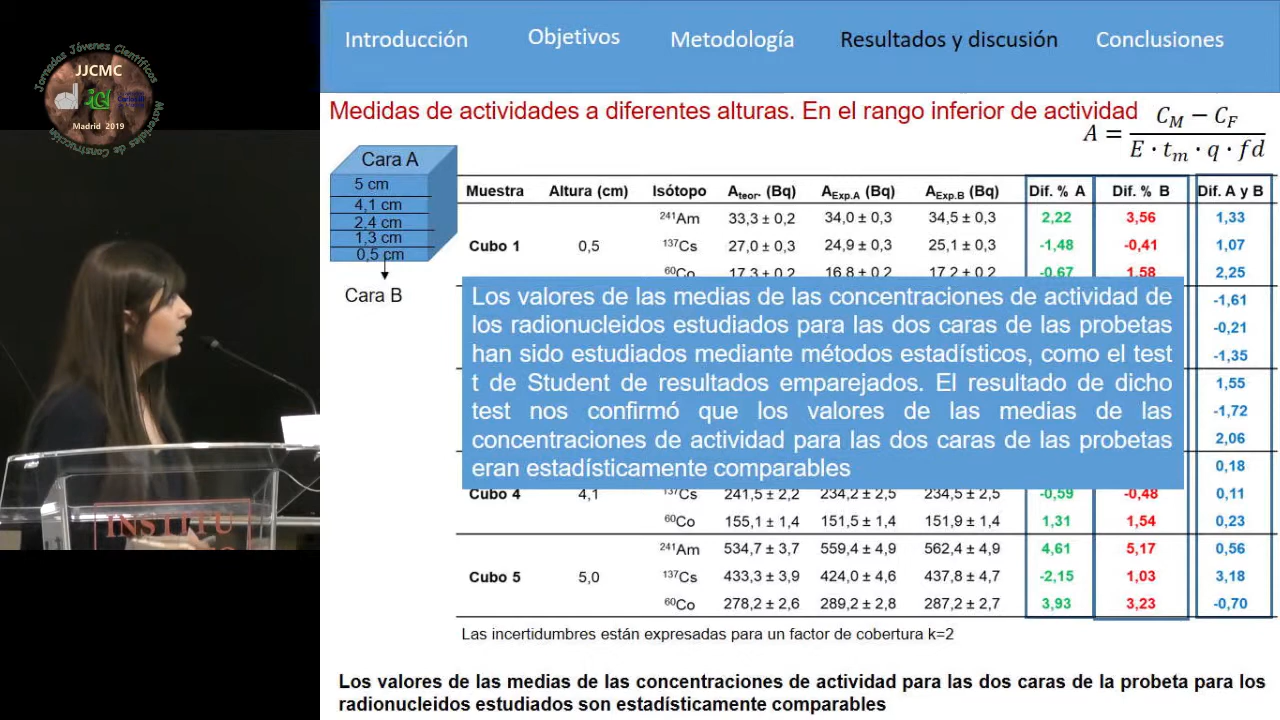 Jornadas Jóvenes Científicos
JJCMC
Madrid 2019
Materiales de Construcción
INSTITU
Introducción
Objetivos
Metodología
Resultados y discusión
Conclusiones
Medidas de actividades a diferentes alturas. En el rango inferior de actividad
A = (C_M − C_F) / (E · t_m · q · fd)
Cara A
5 cm
4,1 cm
2,4 cm
1,3 cm
0,5 cm
Cara B
Muestra Altura (cm) Isótopo A_teor- (Bq) A_Exp.A (Bq) A_Exp.B (Bq) Dif. % A Dif. % B Dif. A y B
²⁴¹Am 33,3 ± 0,2 34,0 ± 0,3 34,5 ± 0,3 2,22 3,56 1,33
Cubo 1 0,5 ¹³⁷Cs 27,0 ± 0,3 24,9 ± 0,3 25,1 ± 0,3 -1,48 -0,41 1,07
⁶⁰Co 17,3 ± 0,2 16,8 ± 0,2 17,2 ± 0,2 -0,67 1,58 2,25
-1,61
-0,21
-1,35
1,55
-1,72
2,06
0,18
Los valores de las medias de las concentraciones de actividad de
los radionucleidos estudiados para las dos caras de las probetas
han sido estudiados mediante métodos estadísticos, como el test
t de Student de resultados emparejados. El resultado de dicho
test nos confirmó que los valores de las medias de las
concentraciones de actividad para las dos caras de las probetas
eran estadísticamente comparables
Cubo 4 4,1 ¹³⁷Cs 241,5 ± 2,2 234,2 ± 2,5 234,5 ± 2,5 -0,59 -0,48 0,11
⁶⁰Co 155,1 ± 1,4 151,5 ± 1,4 151,9 ± 1,4 1,31 1,54 0,23
²⁴¹Am 534,7 ± 3,7 559,4 ± 4,9 562,4 ± 4,9 4,61 5,17 0,56
Cubo 5 5,0 ¹³⁷Cs 433,3 ± 3,9 424,0 ± 4,6 437,8 ± 4,7 -2,15 1,03 3,18
⁶⁰Co 278,2 ± 2,6 289,2 ± 2,8 287,2 ± 2,7 3,93 3,23 -0,70
Las incertidumbres están expresadas para un factor de cobertura k=2
Los valores de las medias de las concentraciones de actividad para las dos caras de la probeta para los
radionucleidos estudiados son estadísticamente comparables